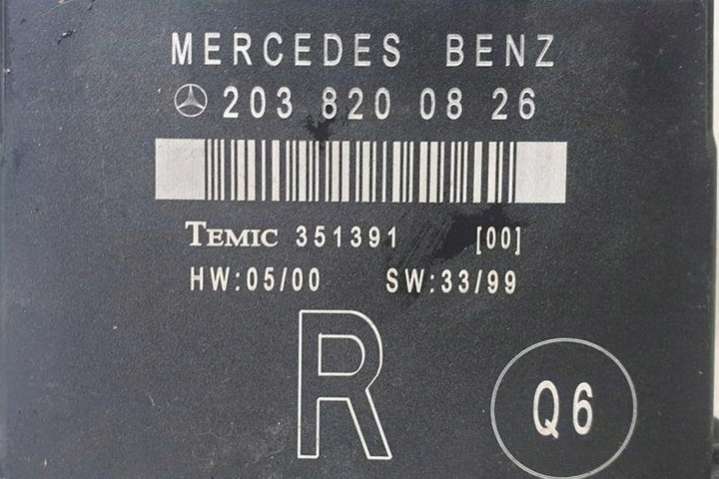 MERCEDES BENZ
203 820 08 26
TEMIC 351391 [00]
HW:05/00 SW:33/99
R
Q6